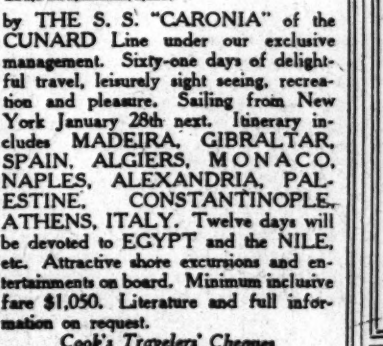 by THE S. S. "CARONIA" of the
CUNARD Line under our exclusive
management. Sixty-one days of delight-
ful travel, leisurely sight seeing, recrea-
tion and pleasure. Sailing from New
York January 28th next. Itinerary in-
cludes MADEIRA, GIBRALTAR,
SPAIN, ALGIERS, MONACO,
NAPLES, ALEXANDRIA, PAL-
ESTINE, CONSTANTINOPLE,
ATHENS, ITALY. Twelve days will
be devoted to EGYPT and the NILE,
etc. Attractive shore excursions and en-
tertainments on board. Minimum inclusive
fare $1,050. Literature and full infor-
mation on request.
Cook's Travelers' Cheques